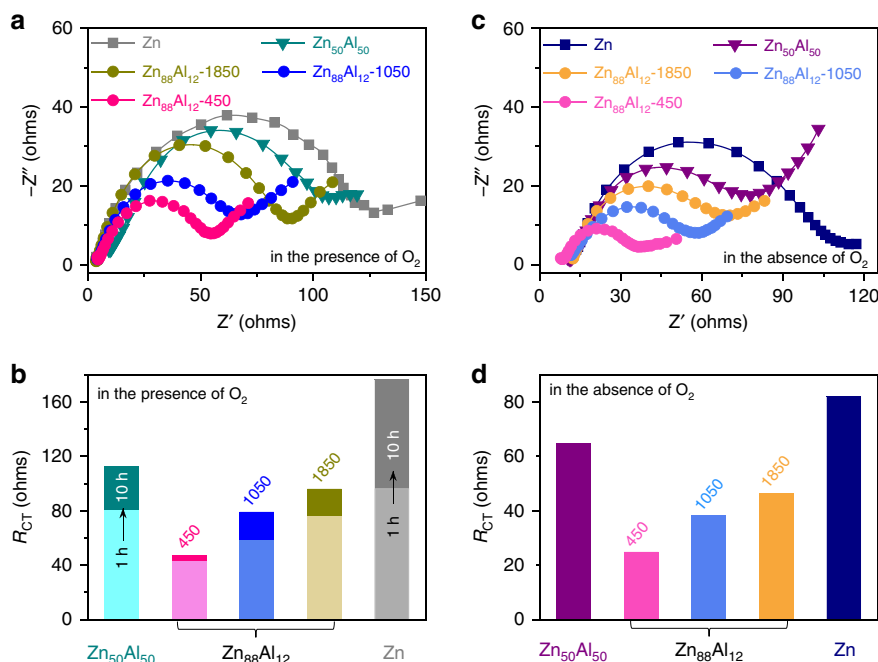 a
60
40
20
0
–Z″ (ohms)
Zn
Zn50Al50
Zn88Al12-1850
Zn88Al12-1050
Zn88Al12-450
in the presence of O2
0
50
100
150
Z′ (ohms)
c
60
40
20
0
–Z″ (ohms)
Zn
Zn50Al50
Zn88Al12-1850
Zn88Al12-1050
Zn88Al12-450
in the absence of O2
0
30
60
90
120
Z′ (ohms)
b
160
120
80
40
0
RCT (ohms)
in the presence of O2
1 h
10 h
450
1050
1850
1 h
10 h
Zn50Al50
Zn88Al12
Zn
d
80
60
40
20
0
RCT (ohms)
in the absence of O2
450
1050
1850
Zn50Al50
Zn88Al12
Zn